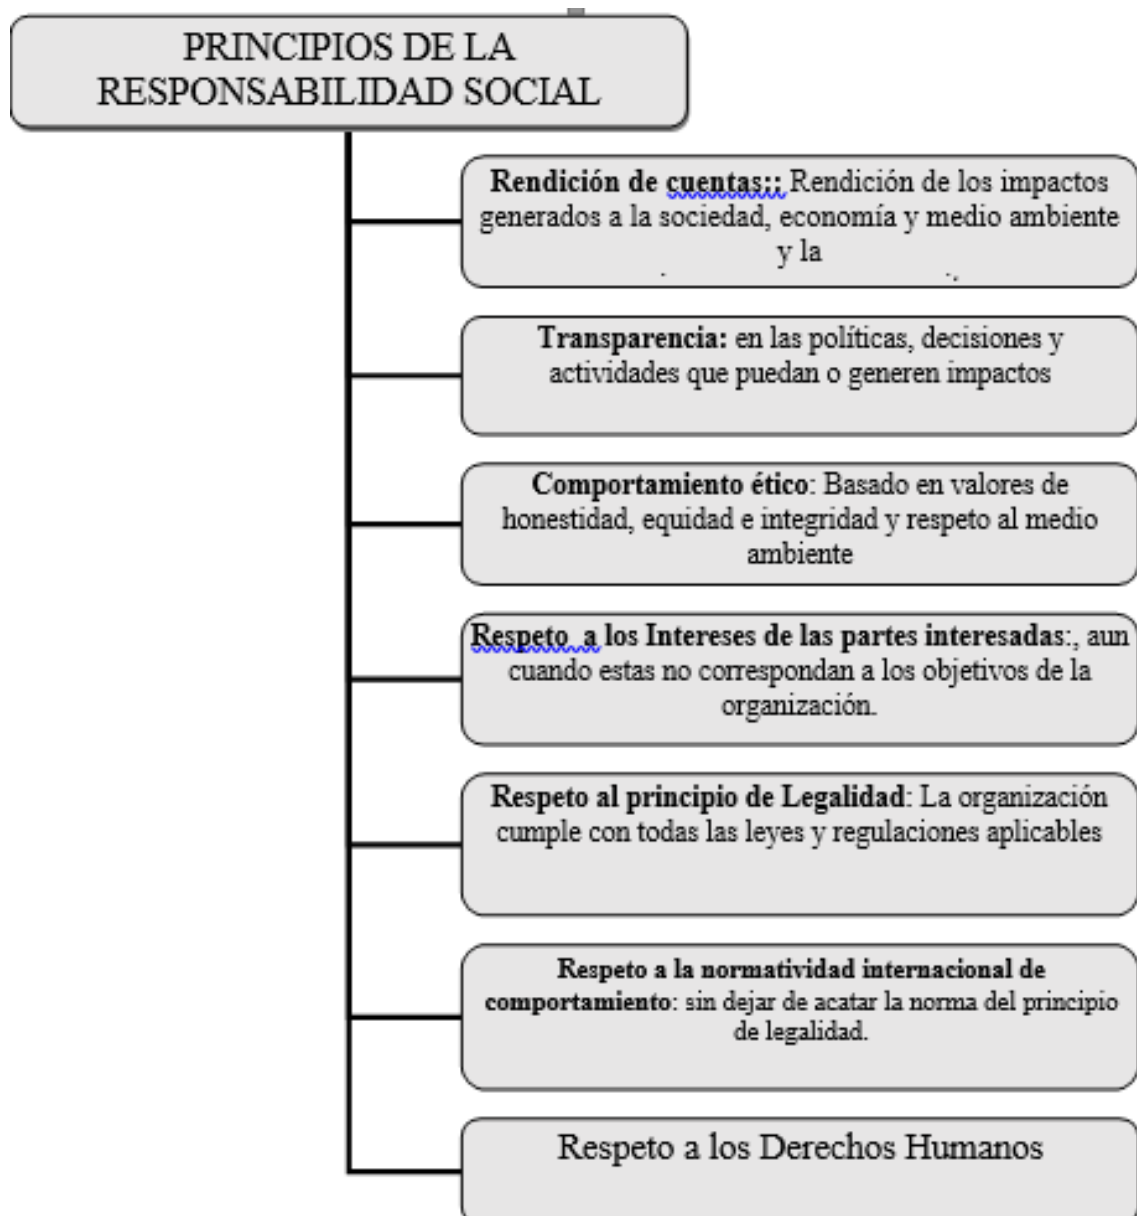 PRINCIPIOS DE LA
RESPONSABILIDAD SOCIAL
Rendición de cuentas:: Rendición de los impactos
generados a la sociedad, economía y medio ambiente
y la
Transparencia: en las políticas, decisiones y
actividades que puedan o generen impactos
Comportamiento ético: Basado en valores de
honestidad, equidad e integridad y respeto al medio
ambiente
Respeto  a los Intereses de las partes interesadas:, aun
cuando estas no correspondan a los objetivos de la
organización.
Respeto al principio de Legalidad: La organización
cumple con todas las leyes y regulaciones aplicables
Respeto a la normatividad internacional de
comportamiento: sin dejar de acatar la norma del principio
de legalidad.
Respeto a los Derechos Humanos